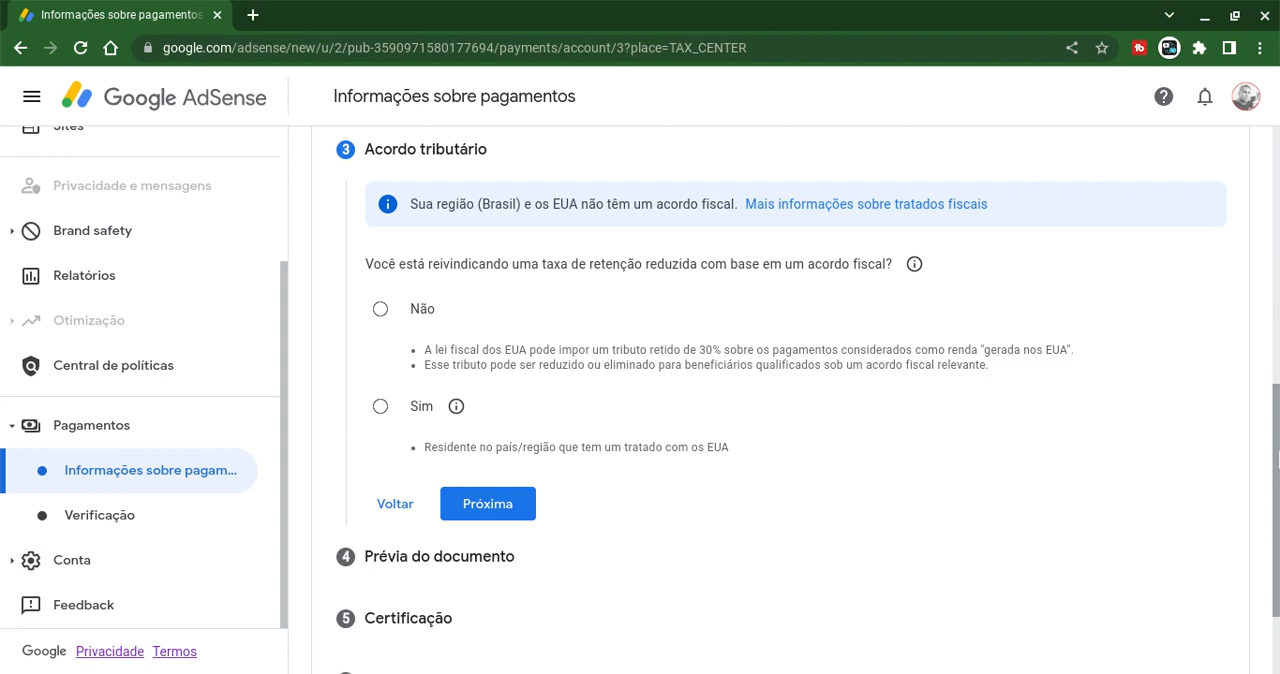 Informações sobre pagamentos
google.com/adsense/new/u/2/pub-3590971580177694/payments/account/3?place=TAX_CENTER
Google AdSense
Informações sobre pagamentos
Sites
Privacidade e mensagens
Brand safety
Relatórios
Otimização
Central de políticas
Pagamentos
Informações sobre pagam...
Verificação
Conta
Feedback
Google Privacidade Termos
3 Acordo tributário
Sua região (Brasil) e os EUA não têm um acordo fiscal. Mais informações sobre tratados fiscais
Você está reivindicando uma taxa de retenção reduzida com base em um acordo fiscal?
Não
• A lei fiscal dos EUA pode impor um tributo retido de 30% sobre os pagamentos considerados como renda "gerada nos EUA".
• Esse tributo pode ser reduzido ou eliminado para beneficiários qualificados sob um acordo fiscal relevante.
Sim
• Residente no país/região que tem um tratado com os EUA
Voltar Próxima
4 Prévia do documento
5 Certificação